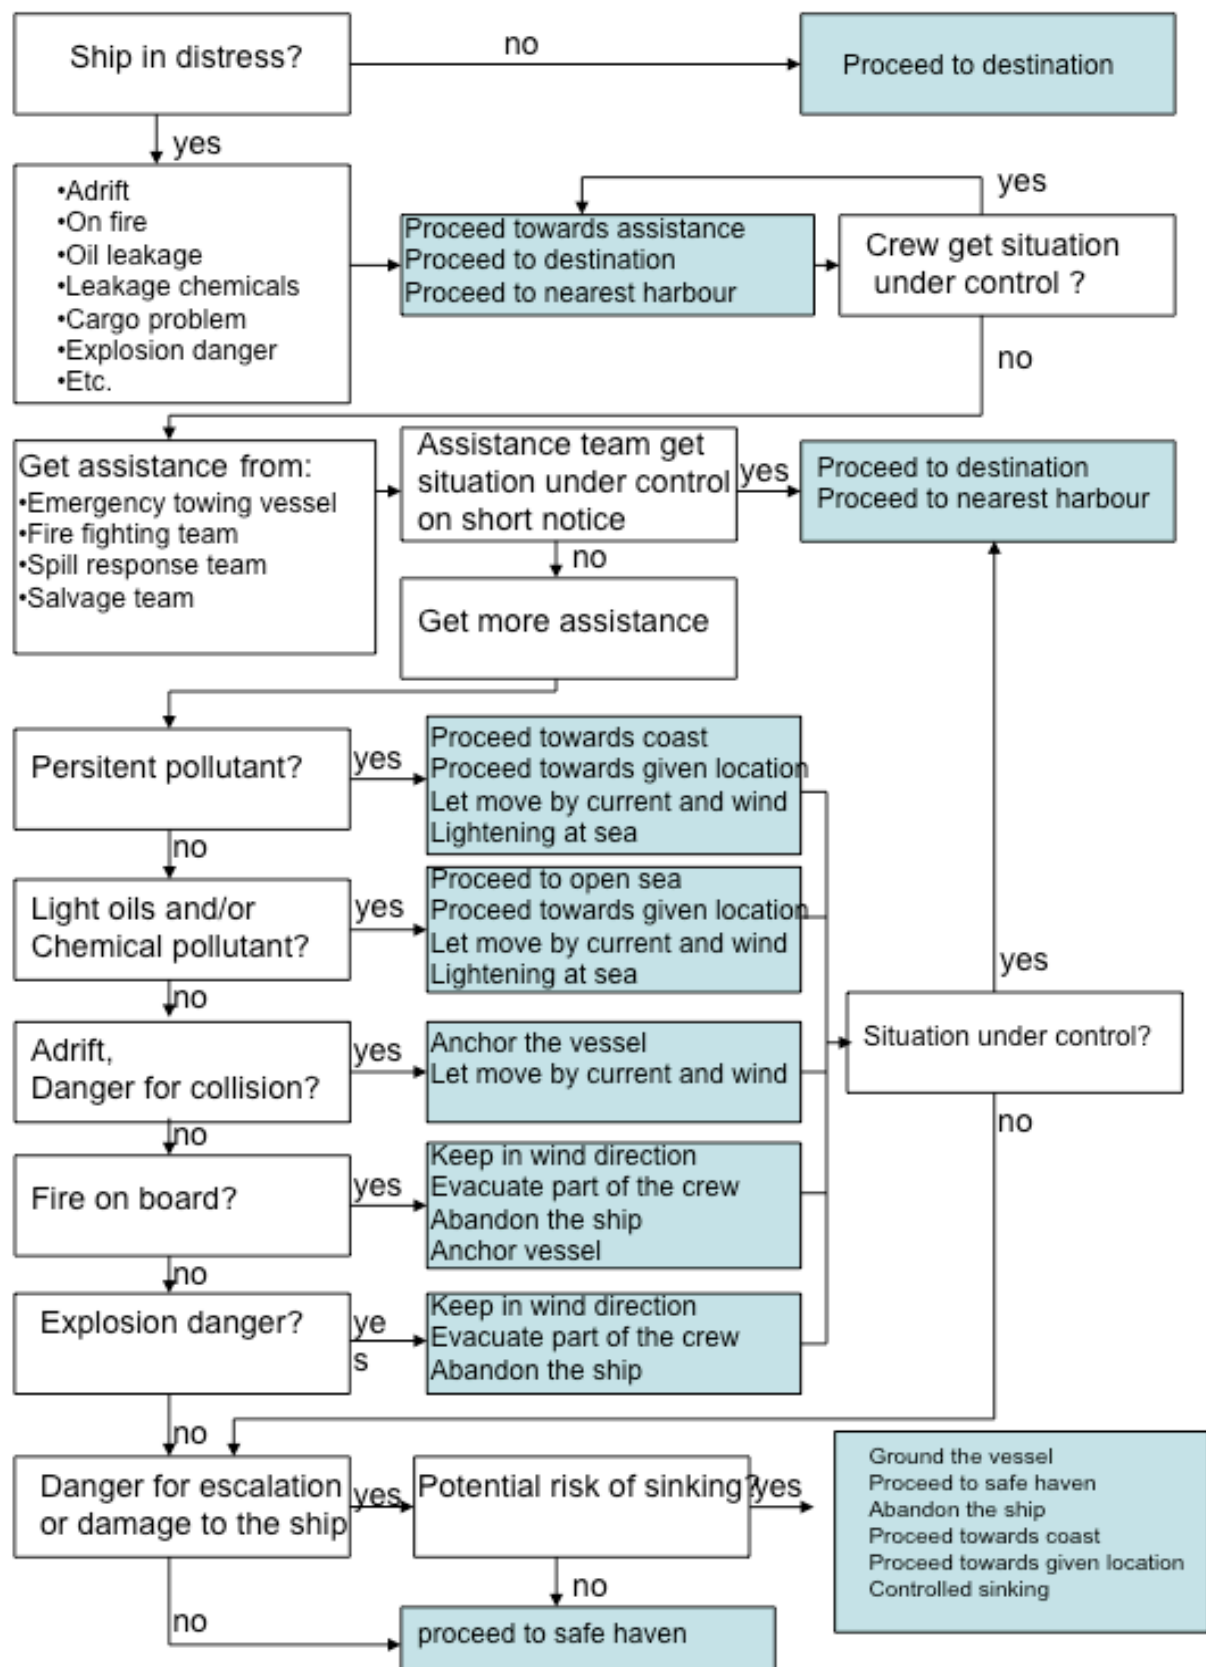 Ship in distress?
no
Proceed to destination
yes
•Adrift
•On fire
•Oil leakage
•Leakage chemicals
•Cargo problem
•Explosion danger
•Etc.
Proceed towards assistance
Proceed to destination
Proceed to nearest harbour
yes
Crew get situation
under control ?
no
Get assistance from:
•Emergency towing vessel
•Fire fighting team
•Spill response team
•Salvage team
Assistance team get
situation under control
on short notice
yes
Proceed to destination
Proceed to nearest harbour
no
Get more assistance
Persitent pollutant?
yes
Proceed towards coast
Proceed towards given location
Let move by current and wind
Lightening at sea
no
Light oils and/or
Chemical pollutant?
yes
Proceed to open sea
Proceed towards given location
Let move by current and wind
Lightening at sea
no
Adrift,
Danger for collision?
yes
Anchor the vessel
Let move by current and wind
yes
Situation under control?
no
no
Fire on board?
yes
Keep in wind direction
Evacuate part of the crew
Abandon the ship
Anchor vessel
no
Explosion danger?
ye
s
Keep in wind direction
Evacuate part of the crew
Abandon the ship
no
Danger for escalation
or damage to the ship
yes
Potential risk of sinking?
yes
Ground the vessel
Proceed to safe haven
Abandon the ship
Proceed towards coast
Proceed towards given location
Controlled sinking
no
no
proceed to safe haven